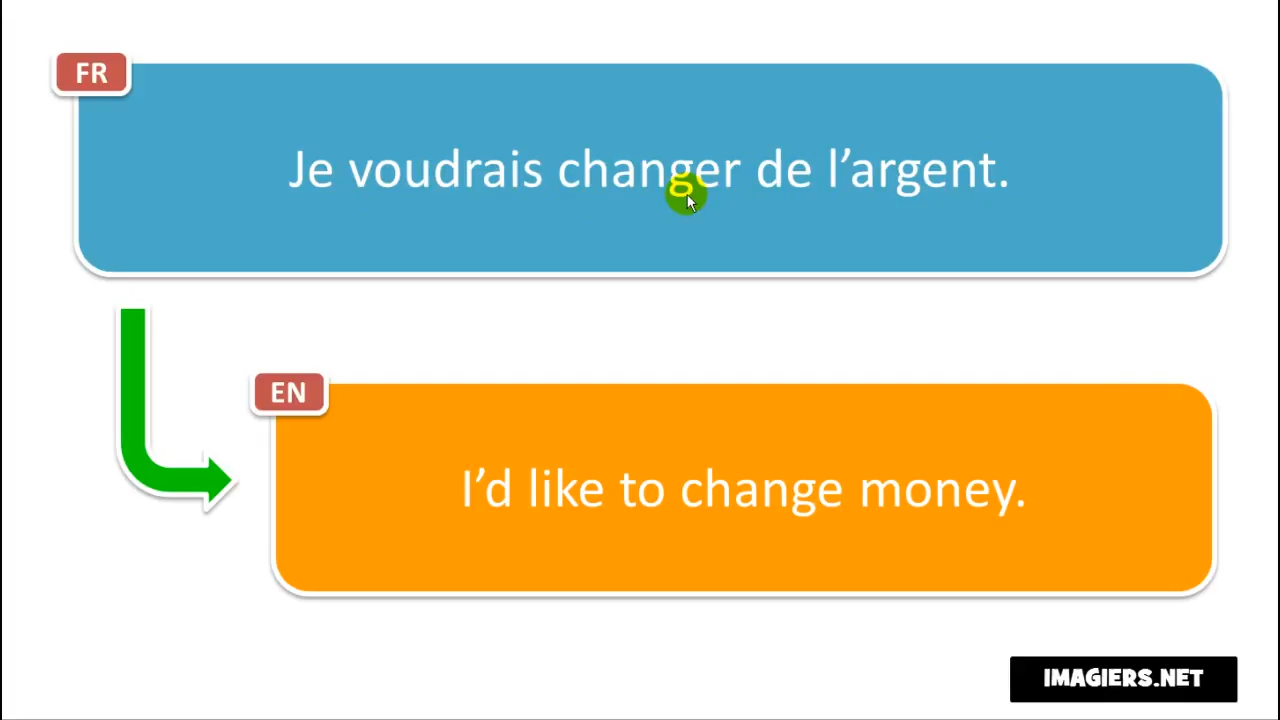 FR
Je voudrais changer de l’argent.
EN
I’d like to change money.
IMAGIERS.NET